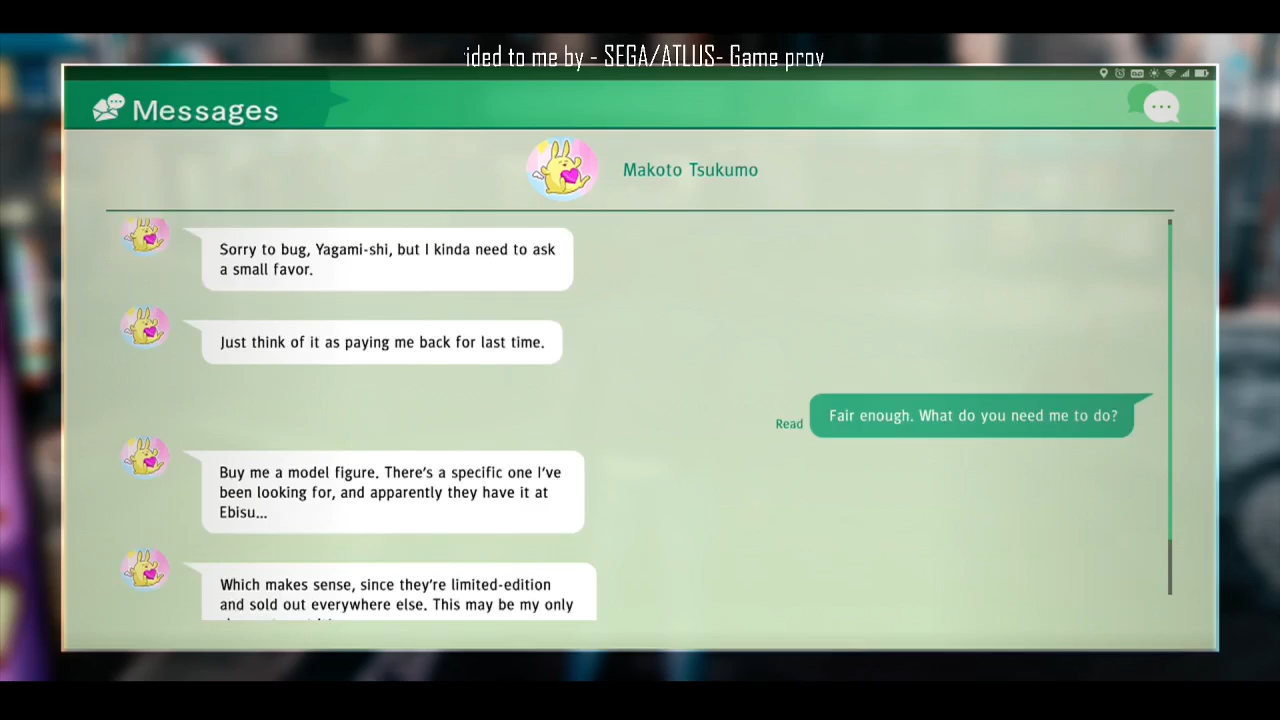 ided to me by - SEGA/ATLUS- Game prov
Messages
Makoto Tsukumo
Sorry to bug, Yagami-shi, but I kinda need to ask
a small favor.
Just think of it as paying me back for last time.
Fair enough. What do you need me to do?
Read
Buy me a model figure. There's a specific one I've
been looking for, and apparently they have it at
Ebisu...
Which makes sense, since they're limited-edition
and sold out everywhere else. This may be my only